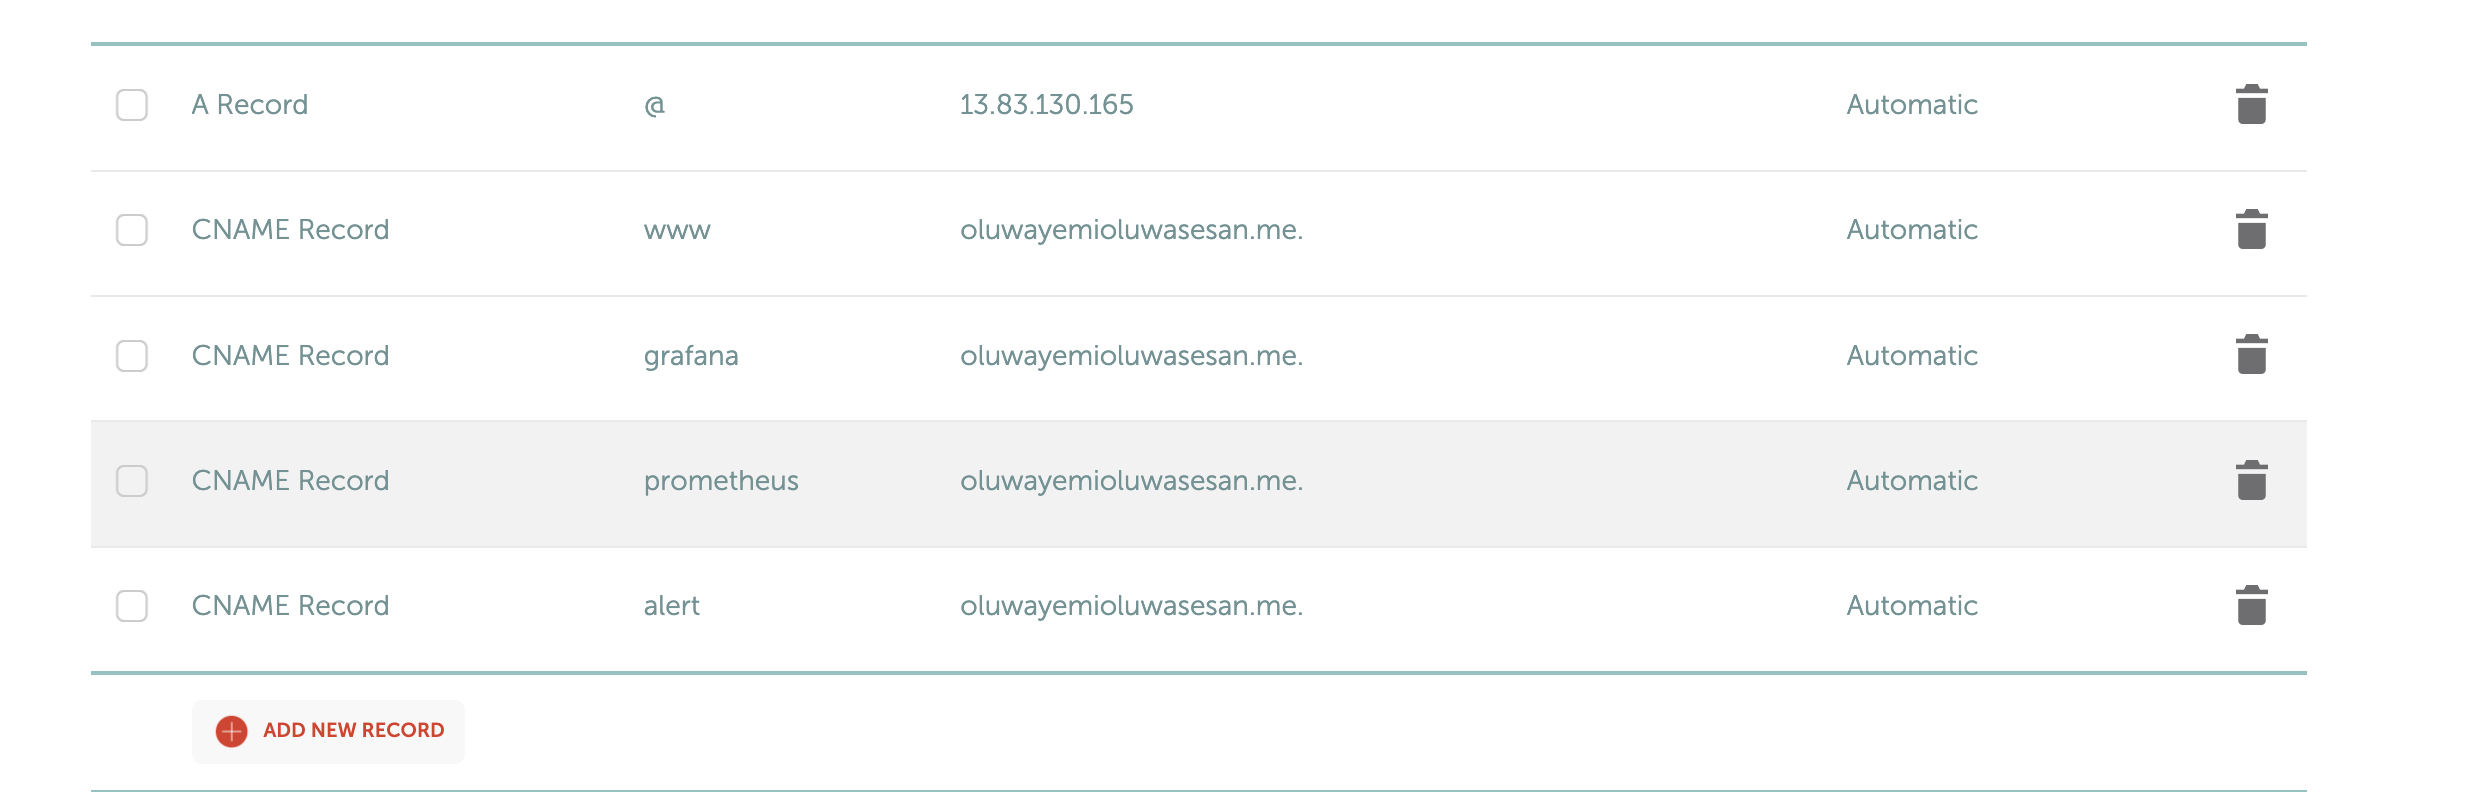 A Record @ 13.83.130.165 Automatic
CNAME Record www oluwayemioluwasesan.me. Automatic
CNAME Record grafana oluwayemioluwasesan.me. Automatic
CNAME Record prometheus oluwayemioluwasesan.me. Automatic
CNAME Record alert oluwayemioluwasesan.me. Automatic
ADD NEW RECORD